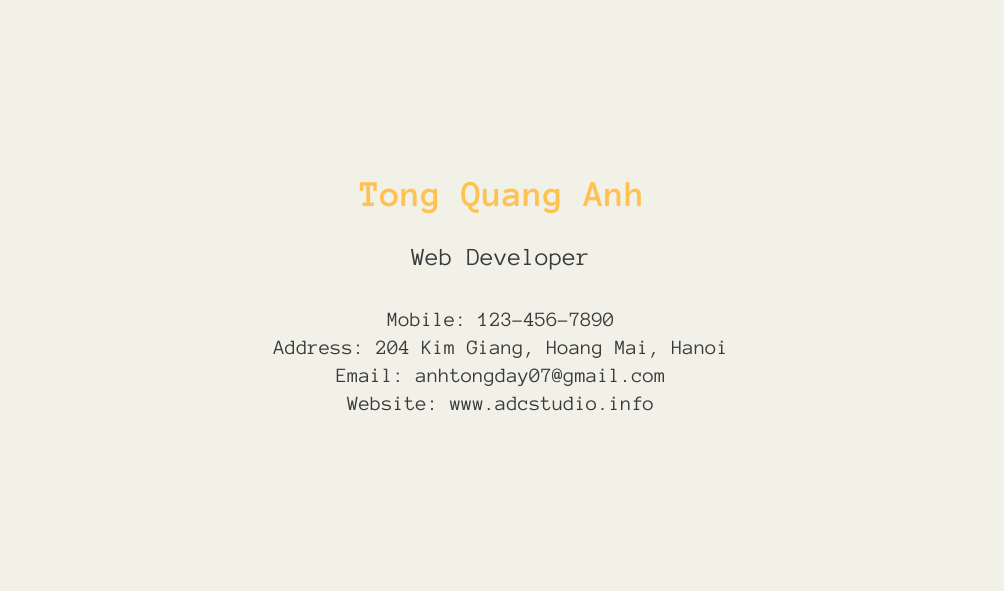 Tong Quang Anh
Web Developer
Mobile: 123-456-7890
Address: 204 Kim Giang, Hoang Mai, Hanoi
Email: anhtongday07@gmail.com
Website: www.adcstudio.info